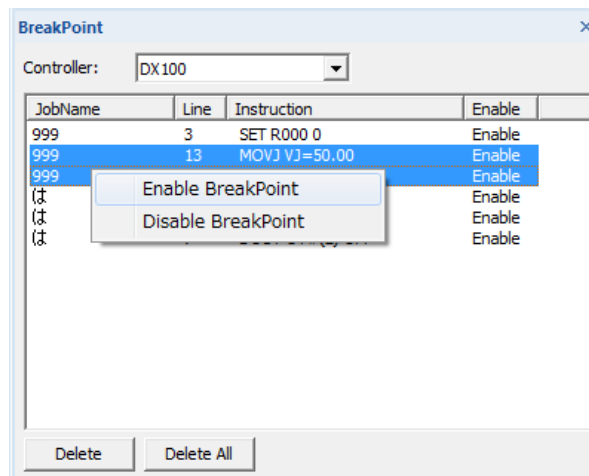 BreakPoint
Controller: DX100
JobName Line Instruction Enable
999 3 SET R000 0 Enable
999 13 MOVJ VJ=50.00 Enable
999 Enable
は Enable
は Enable
は Enable
Enable BreakPoint
Disable BreakPoint
Delete Delete All